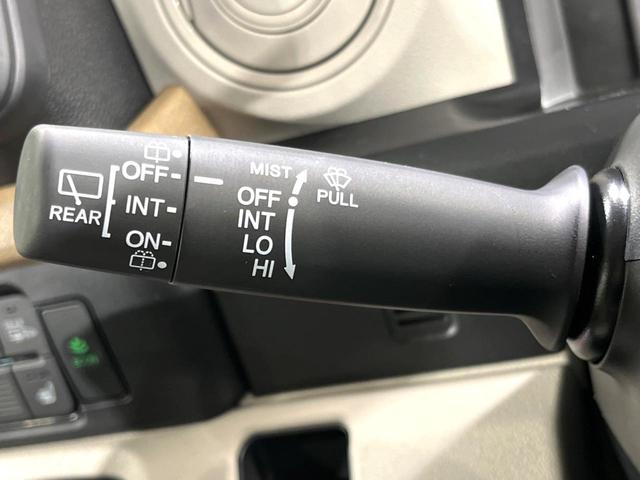 REAR
OFF
INT
ON
MIST
OFF
INT
LO
HI
PULL